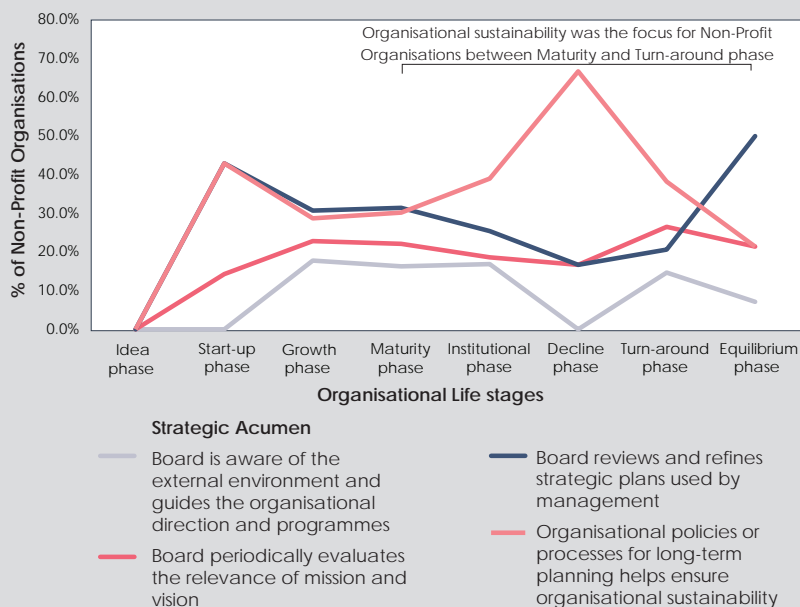 80.0%
70.0%
60.0%
50.0%
40.0%
30.0%
20.0%
10.0%
0.0%
% of Non-Profit Organisations
Organisational sustainability was the focus for Non-Profit
Organisations between Maturity and Turn-around phase
Idea
phase
Start-up
phase
Growth
phase
Maturity
phase
Institutional
phase
Decline
phase
Turn-around
phase
Equilibrium
phase
Organisational Life stages
Strategic Acumen
Board is aware of the
external environment and
guides the organisational
direction and programmes
Board periodically evaluates
the relevance of mission and
vision
Board reviews and refines
strategic plans used by
management
Organisational policies or
processes for long-term
planning helps ensure
organisational sustainability